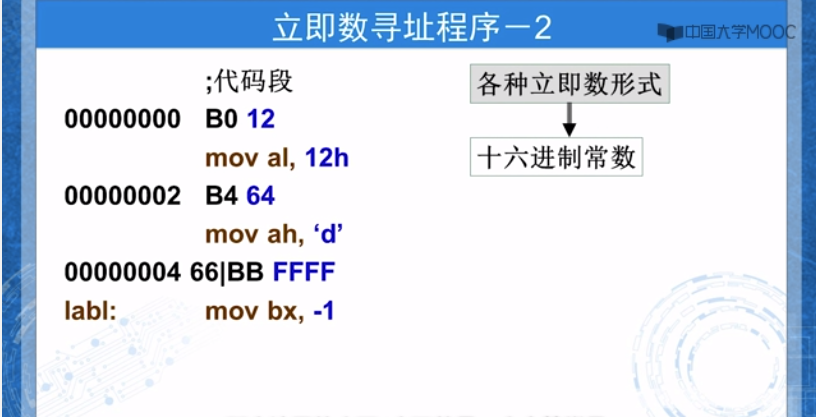 立即数寻址程序－2
中国大学MOOC
;代码段
各种立即数形式
00000000 B0 12
mov al, 12h
十六进制常数
00000002 B4 64
mov ah, ‘d’
00000004 66|BB FFFF
labl: mov bx, -1